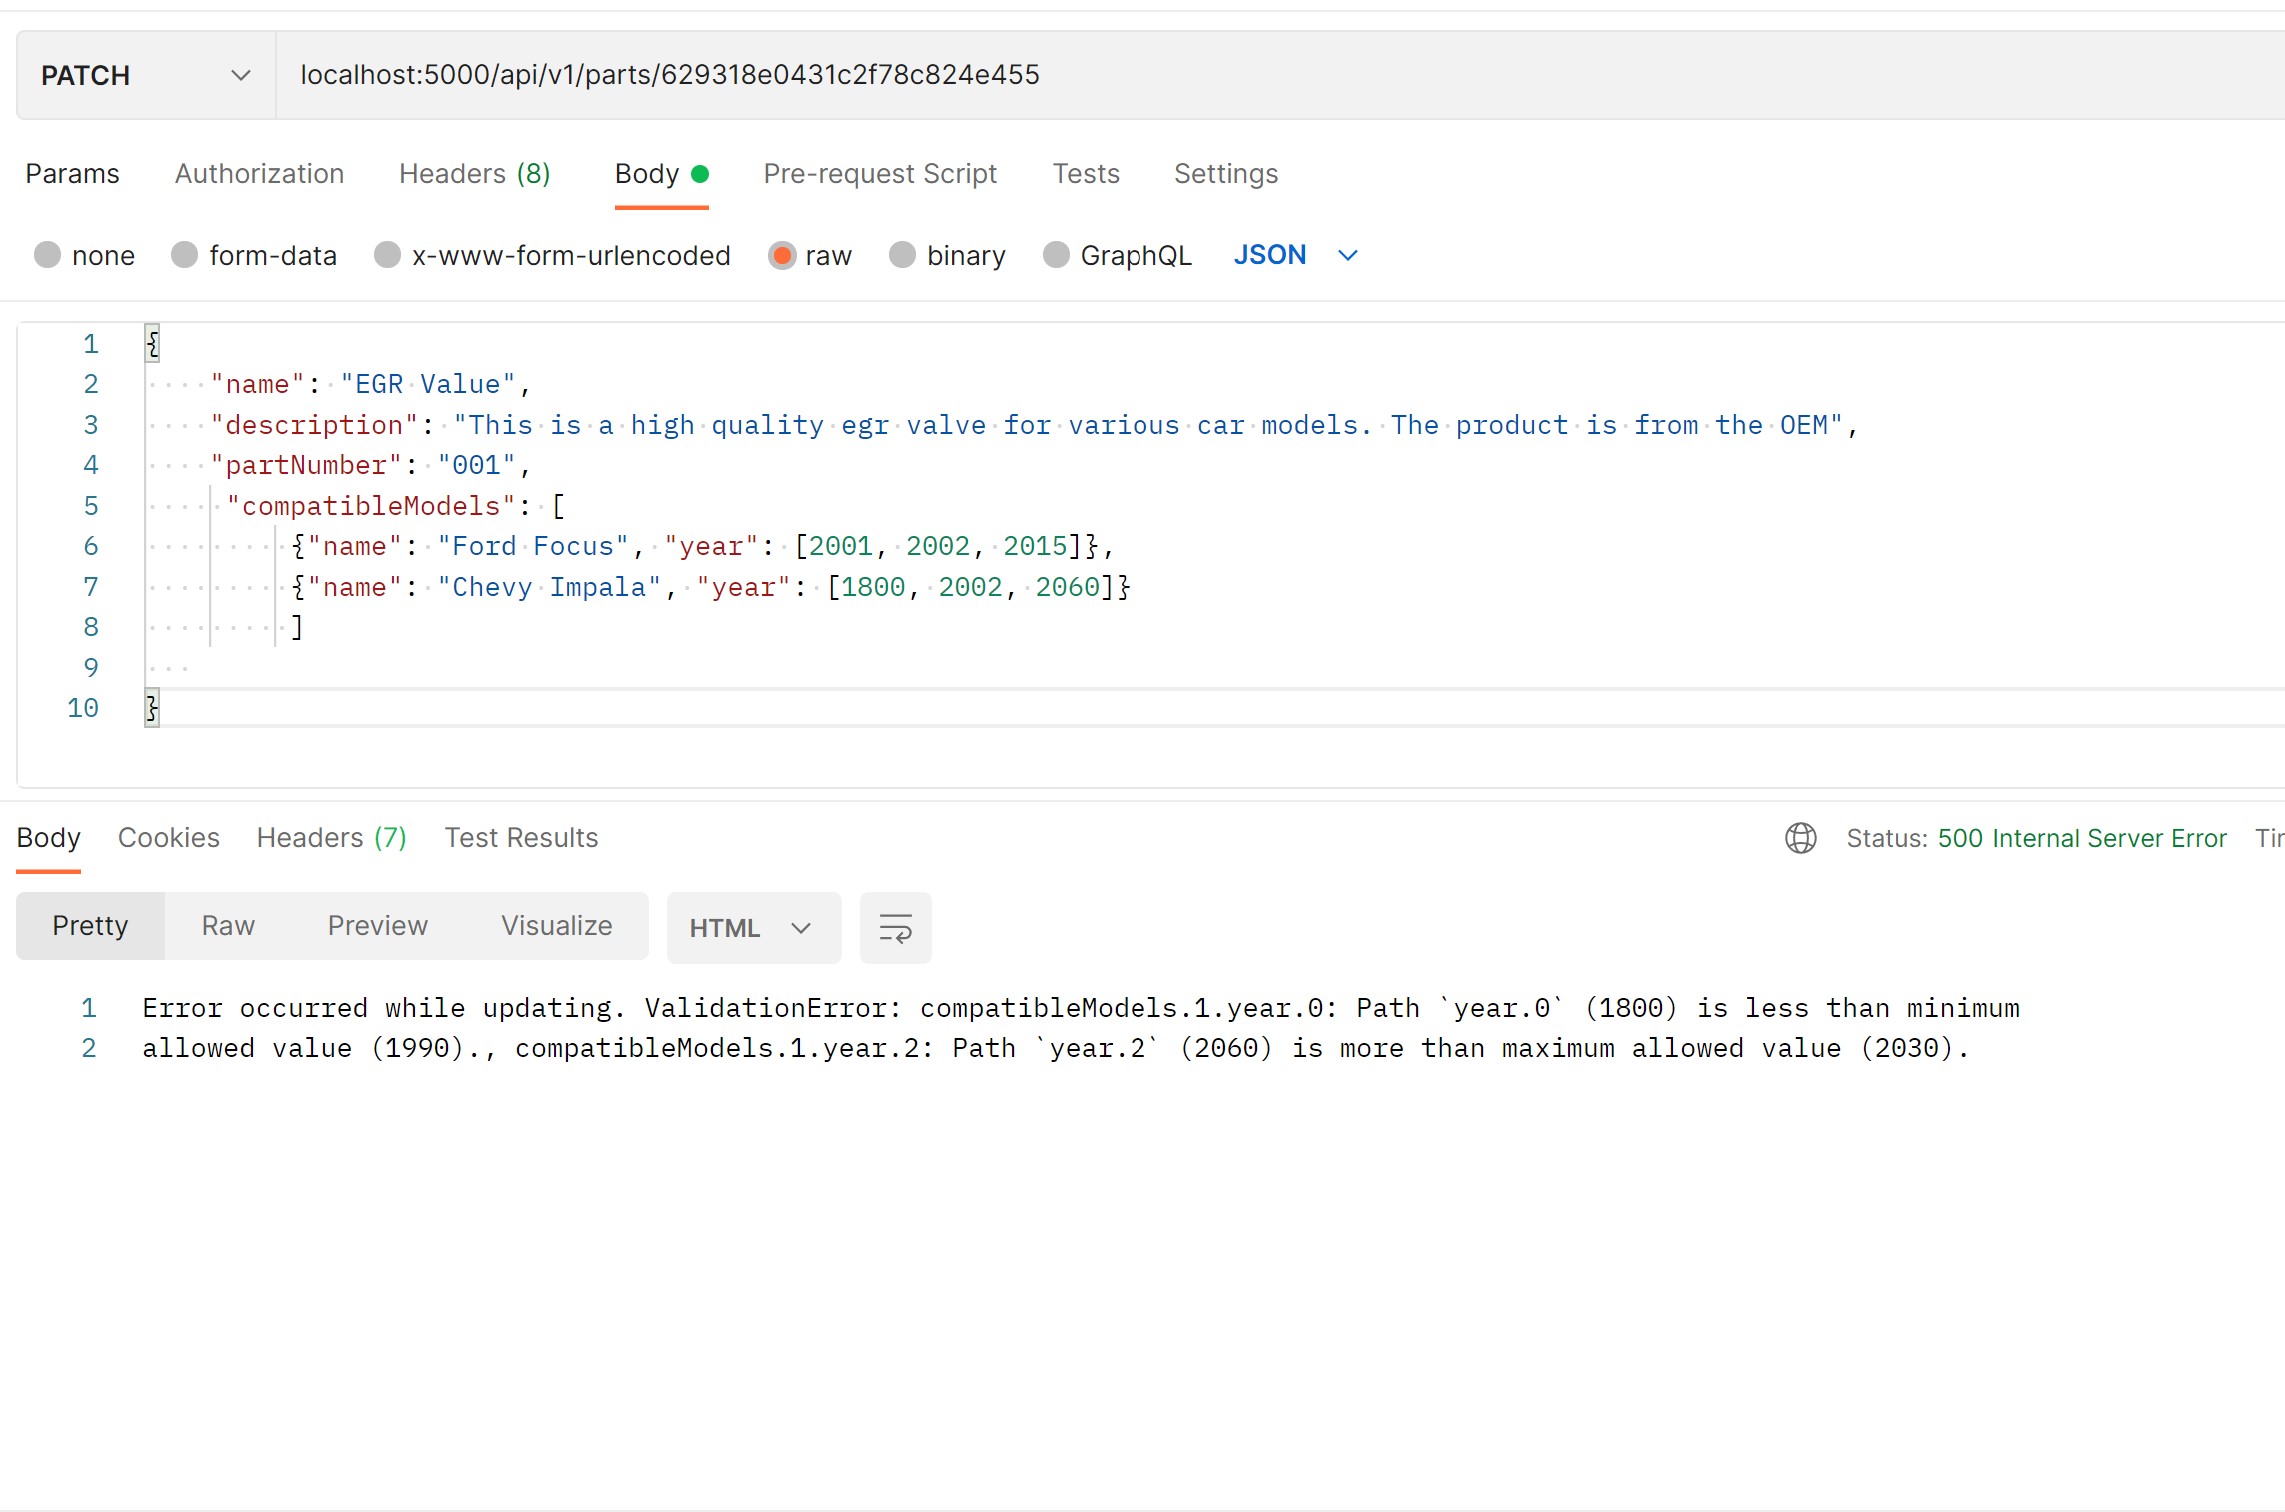 PATCH localhost:5000/api/v1/parts/629318e0431c2f78c824e455
Params Authorization Headers (8) Body Pre-request Script Tests Settings
none form-data x-www-form-urlencoded raw binary GraphQL JSON
1 {
2 "name": "EGR Value",
3 "description": "This is a high quality egr valve for various car models. The product is from the OEM",
4 "partNumber": "001",
5 "compatibleModels": [
6 {"name": "Ford Focus", "year": [2001, 2002, 2015]},
7 {"name": "Chevy Impala", "year": [1800, 2002, 2060]}
8 ]
9
10 }
Body Cookies Headers (7) Test Results Status: 500 Internal Server Error
Pretty Raw Preview Visualize HTML
1 Error occurred while updating. ValidationError: compatibleModels.1.year.0: Path `year.0` (1800) is less than minimum
2 allowed value (1990)., compatibleModels.1.year.2: Path `year.2` (2060) is more than maximum allowed value (2030).